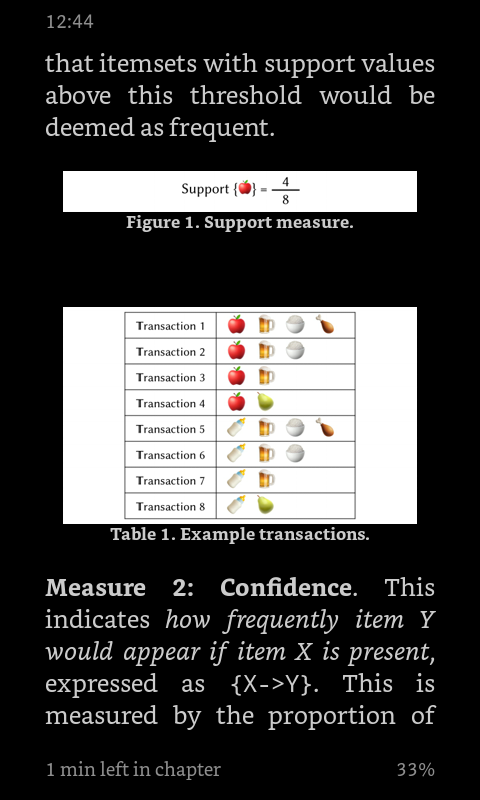 12:44
that itemsets with support values
above this threshold would be
deemed as frequent.
Support {🍎} = 4/8
Figure 1. Support measure.
Transaction 1
Transaction 2
Transaction 3
Transaction 4
Transaction 5
Transaction 6
Transaction 7
Transaction 8
Table 1. Example transactions.
Measure 2: Confidence. This
indicates how frequently item Y
would appear if item X is present,
expressed as {X->Y}. This is
measured by the proportion of
1 min left in chapter 33%